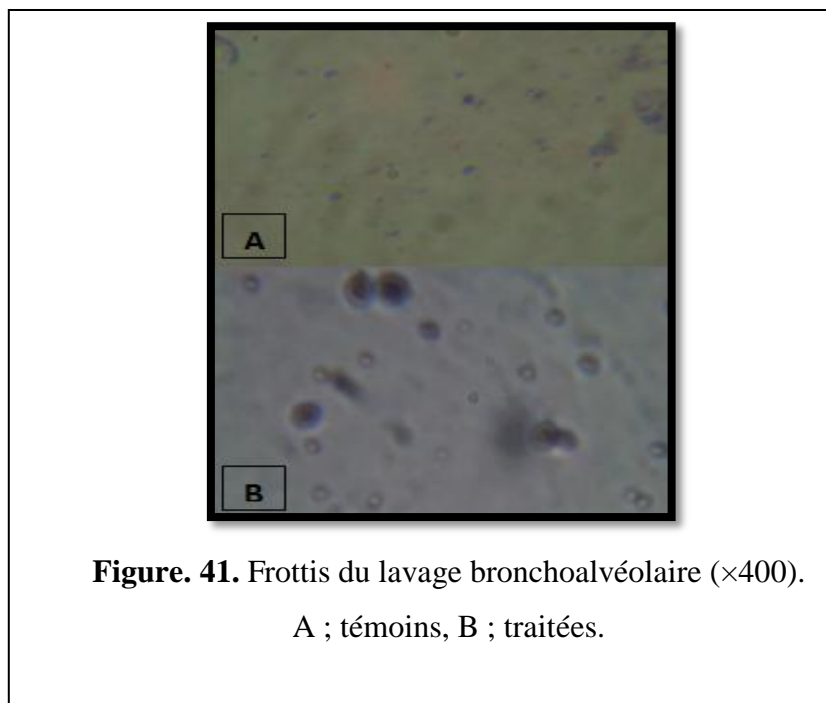 A
B
Figure. 41. Frottis du lavage bronchoalvéolaire (×400).
A ; témoins, B ; traitées.